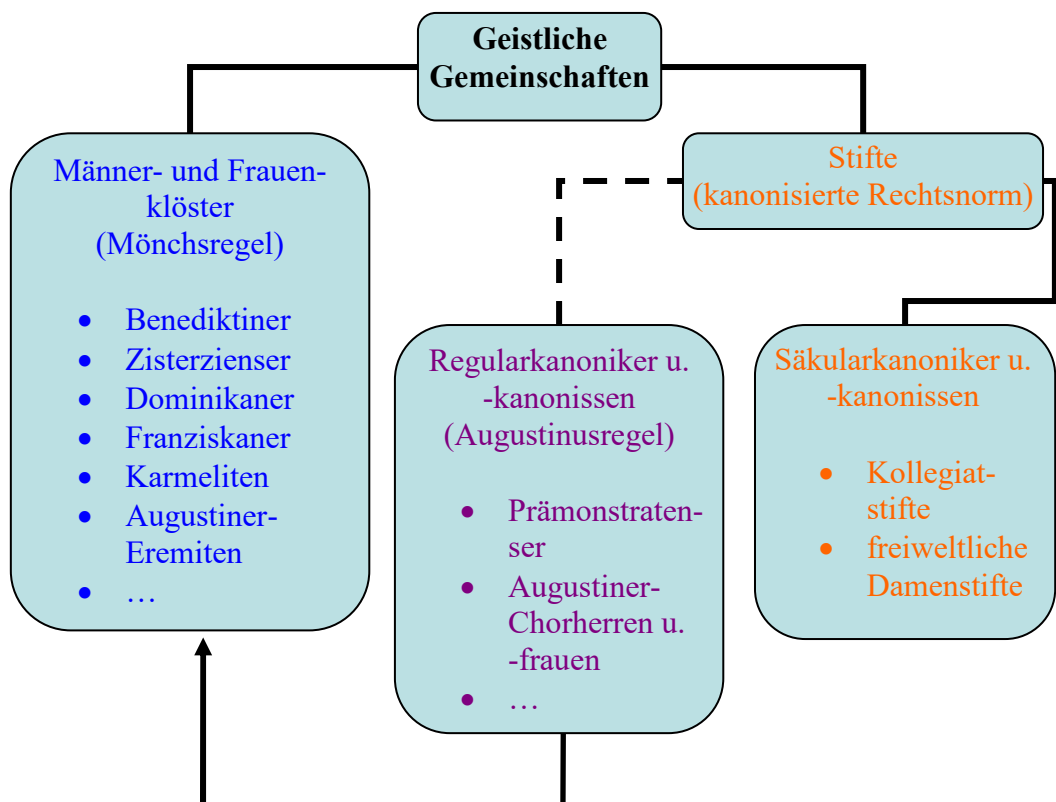 Geistliche
Gemeinschaften
Männer- und Frauen-
klöster
(Mönchsregel)
• Benediktiner
• Zisterzienser
• Dominikaner
• Franziskaner
• Karmeliten
• Augustiner-
Eremiten
• …
Stifte
(kanonisierte Rechtsnorm)
Regularkanoniker u.
-kanonissen
(Augustinusregel)
• Prämonstraten-
ser
• Augustiner-
Chorherren u.
-frauen
• …
Säkularkanoniker u.
-kanonissen
• Kollegiat-
stifte
• freiweltliche
Damenstifte